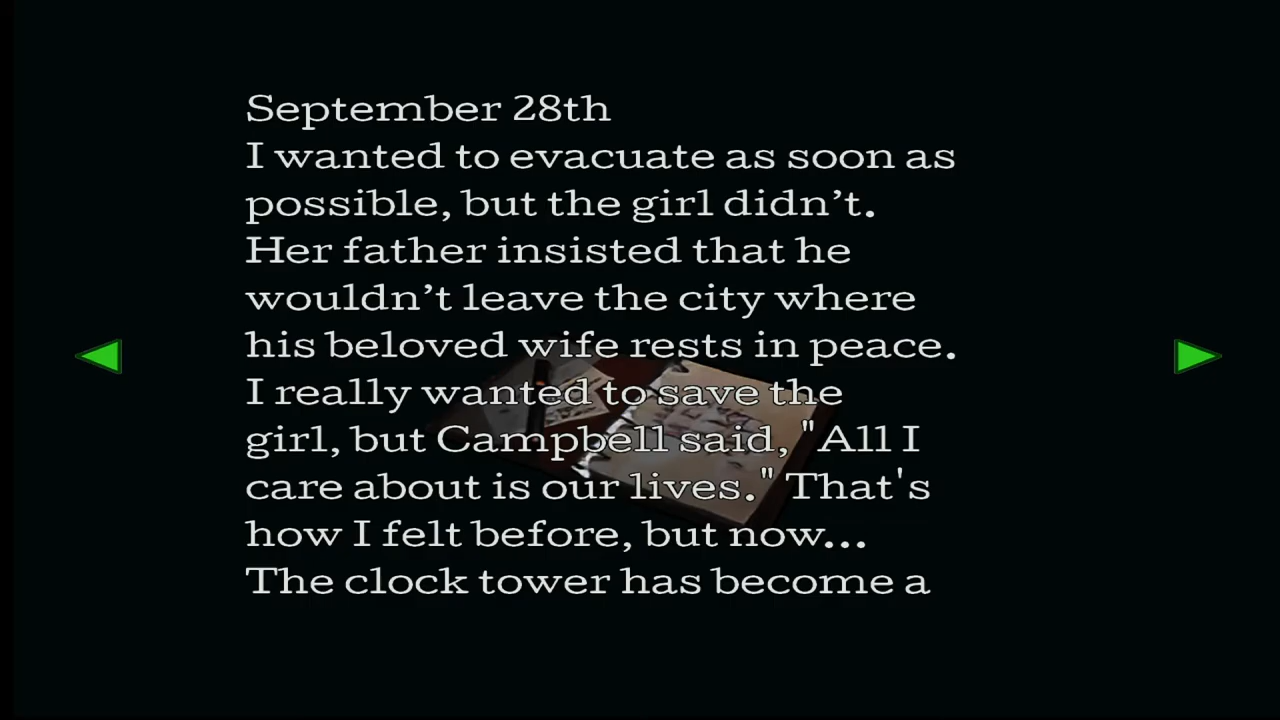 September 28th
I wanted to evacuate as soon as
possible, but the girl didn’t.
Her father insisted that he
wouldn’t leave the city where
his beloved wife rests in peace.
I really wanted to save the
girl, but Campbell said, "All I
care about is our lives." That's
how I felt before, but now...
The clock tower has become a